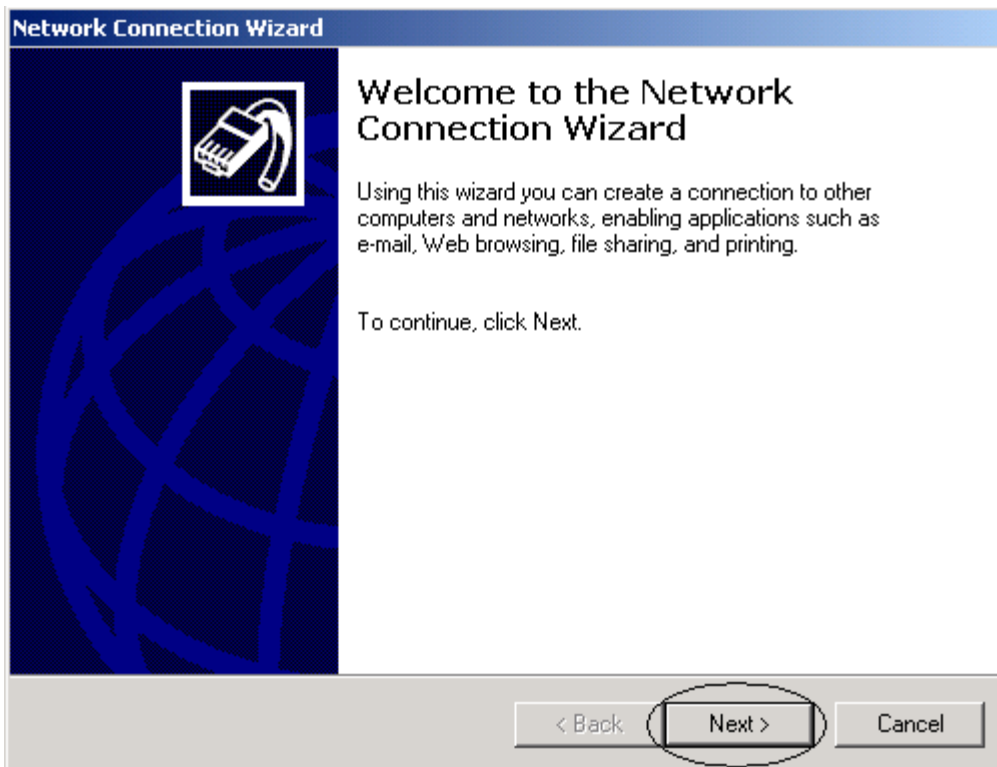 Network Connection Wizard
Welcome to the Network
Connection Wizard
Using this wizard you can create a connection to other
computers and networks, enabling applications such as
e-mail, Web browsing, file sharing, and printing.
To continue, click Next.
< Back Next > Cancel